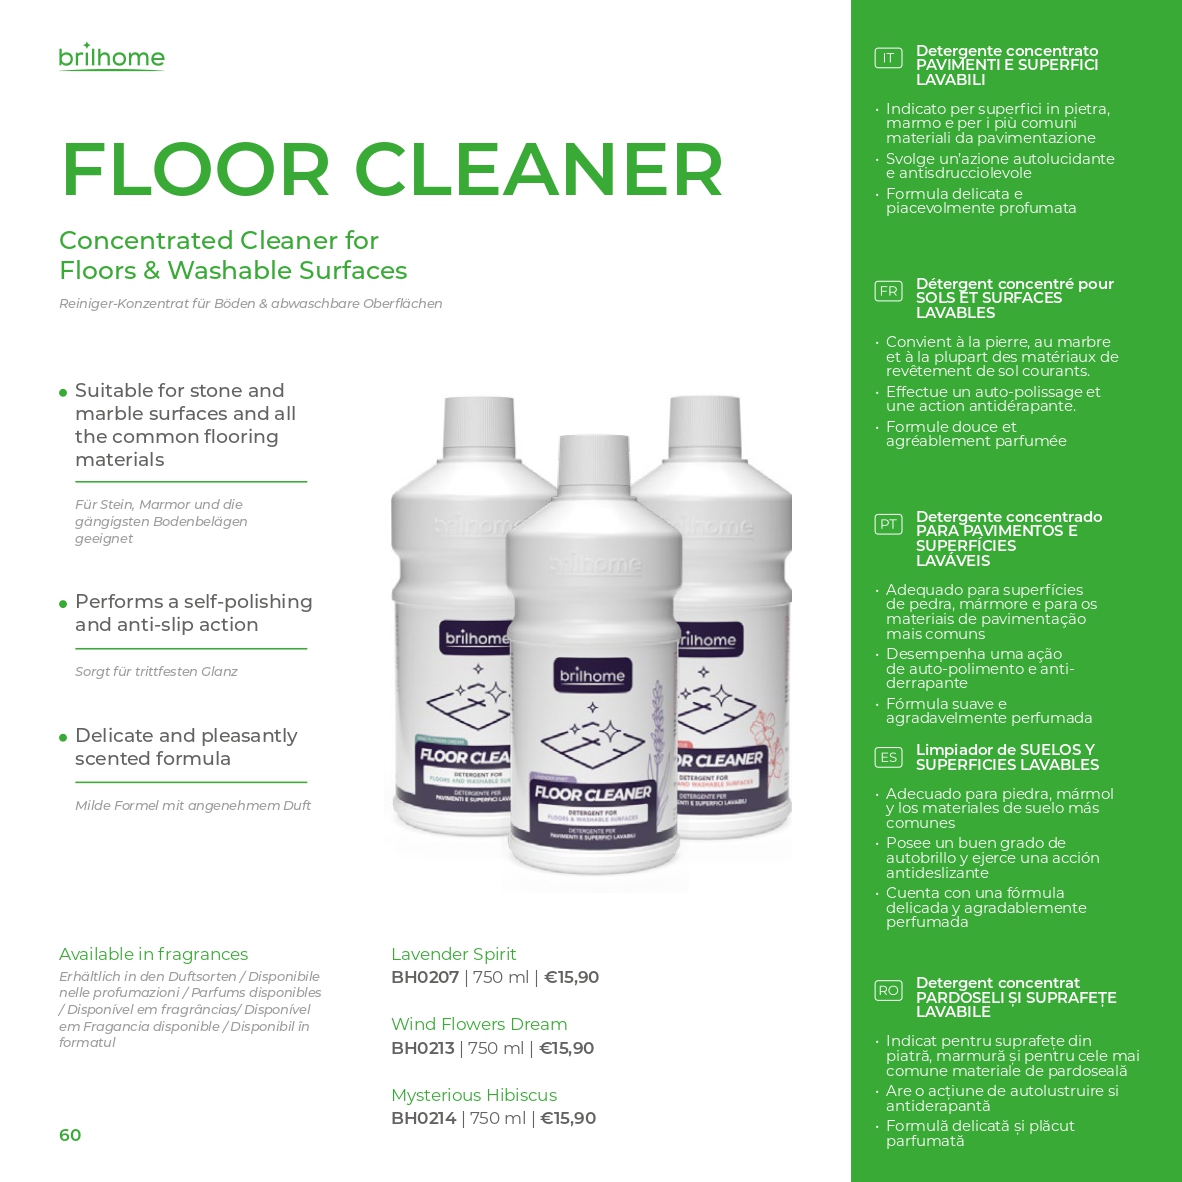 brilhome
FLOOR CLEANER
Concentrated Cleaner for
Floors & Washable Surfaces
Reiniger-Konzentrat für Böden & abwaschbare Oberflächen
Suitable for stone and
marble surfaces and all
the common flooring
materials
Für Stein, Marmor und die
gängigsten Bodenbelägen
geeignet
Performs a self-polishing
and anti-slip action
Sorgt für trittfesten Glanz
Delicate and pleasantly
scented formula
Milde Formel mit angenehmem Duft
brilhome
brilhome
brilhome
FLOOR CLEANER
DETERGENT FOR
FLOORS & WASHABLE SURFACES
DETERGENTE PER
PAVIMENTI E SUPERFICI LAVABILI
Available in fragrances
Erhältlich in den Duftsorten / Disponibile
nelle profumazioni / Parfums disponibles
/ Disponível em fragrâncias/ Disponível
em Fragancia disponible / Disponibil în
formatul
Lavender Spirit
BH0207 | 750 ml | €15,90
Wind Flowers Dream
BH0213 | 750 ml | €15,90
Mysterious Hibiscus
BH0214 | 750 ml | €15,90
60
IT
Detergente concentrato
PAVIMENTI E SUPERFICI
LAVABILI
• Indicato per superfici in pietra,
marmo e per i più comuni
materiali da pavimentazione
• Svolge un'azione autolucidante
e antisdrucciolevole
• Formula delicata e
piacevolmente profumata
FR
Détergent concentré pour
SOLS ET SURFACES
LAVABLES
• Convient à la pierre, au marbre
et à la plupart des matériaux de
revêtement de sol courants.
• Effectue un auto-polissage et
une action antidérapante.
• Formule douce et
agréablement parfumée
PT
Detergente concentrado
PARA PAVIMENTOS E
SUPERFÍCIES
LAVÁVEIS
• Adequado para superfícies
de pedra, mármore e para os
materiais de pavimentação
mais comuns
• Desempenha uma ação
de auto-polimento e anti-
derrapante
• Fórmula suave e
agradavelmente perfumada
ES
Limpiador de SUELOS Y
SUPERFICIES LAVABLES
• Adecuado para piedra, mármol
y los materiales de suelo más
comunes
• Posee un buen grado de
autobrillo y ejerce una acción
antideslizante
• Cuenta con una fórmula
delicada y agradablemente
perfumada
RO
Detergent concentrat
PARDOSELI ȘI SUPRAFEȚE
LAVABILE
• Indicat pentru suprafețe din
piatră, marmură și pentru cele mai
comune materiale de pardoseală
• Are o acțiune de autolustruire si
antiderapantă
• Formulă delicată și plăcut
parfumată